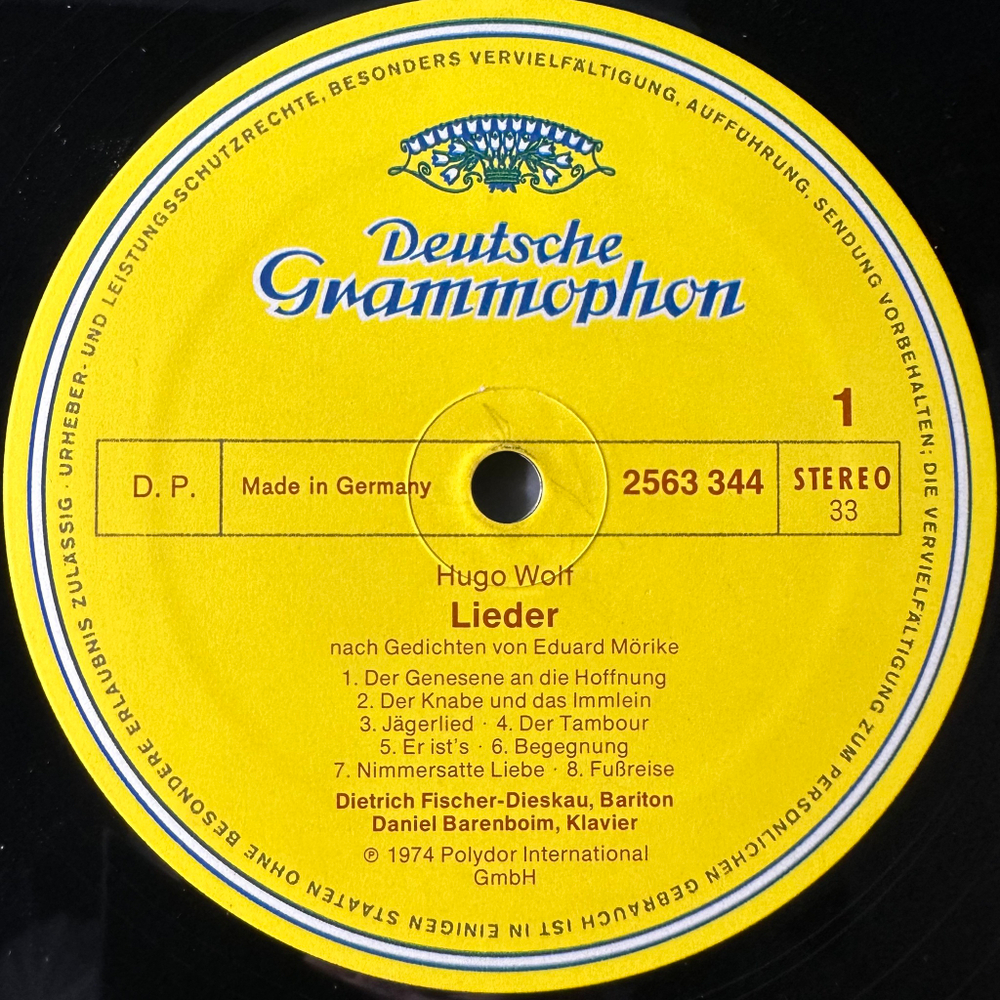 URHEBER- UND LEISTUNGSSCHUTZRECHTE, BESONDERS VERVIELFÄLTIGUNG, AUFFÜHRUNG, SENDUNG VORBEHALTEN; DIE VERVIELFÄLTIGUNG ZUM PERSÖNLICHEN GEBRAUCH IST IN EINIGEN STAATEN OHNE BESONDERE ERLAUBNIS ZULÄSSIG ·
Deutsche
Grammophon
1
D. P. Made in Germany 2563 344 STEREO
33
Hugo Wolf
Lieder
nach Gedichten von Eduard Mörike
1. Der Genesene an die Hoffnung
2. Der Knabe und das Immlein
3. Jägerlied · 4. Der Tambour
5. Er ist's · 6. Begegnung
7. Nimmersatte Liebe · 8. Fußreise
Dietrich Fischer-Dieskau, Bariton
Daniel Barenboim, Klavier
℗ 1974 Polydor International
GmbH